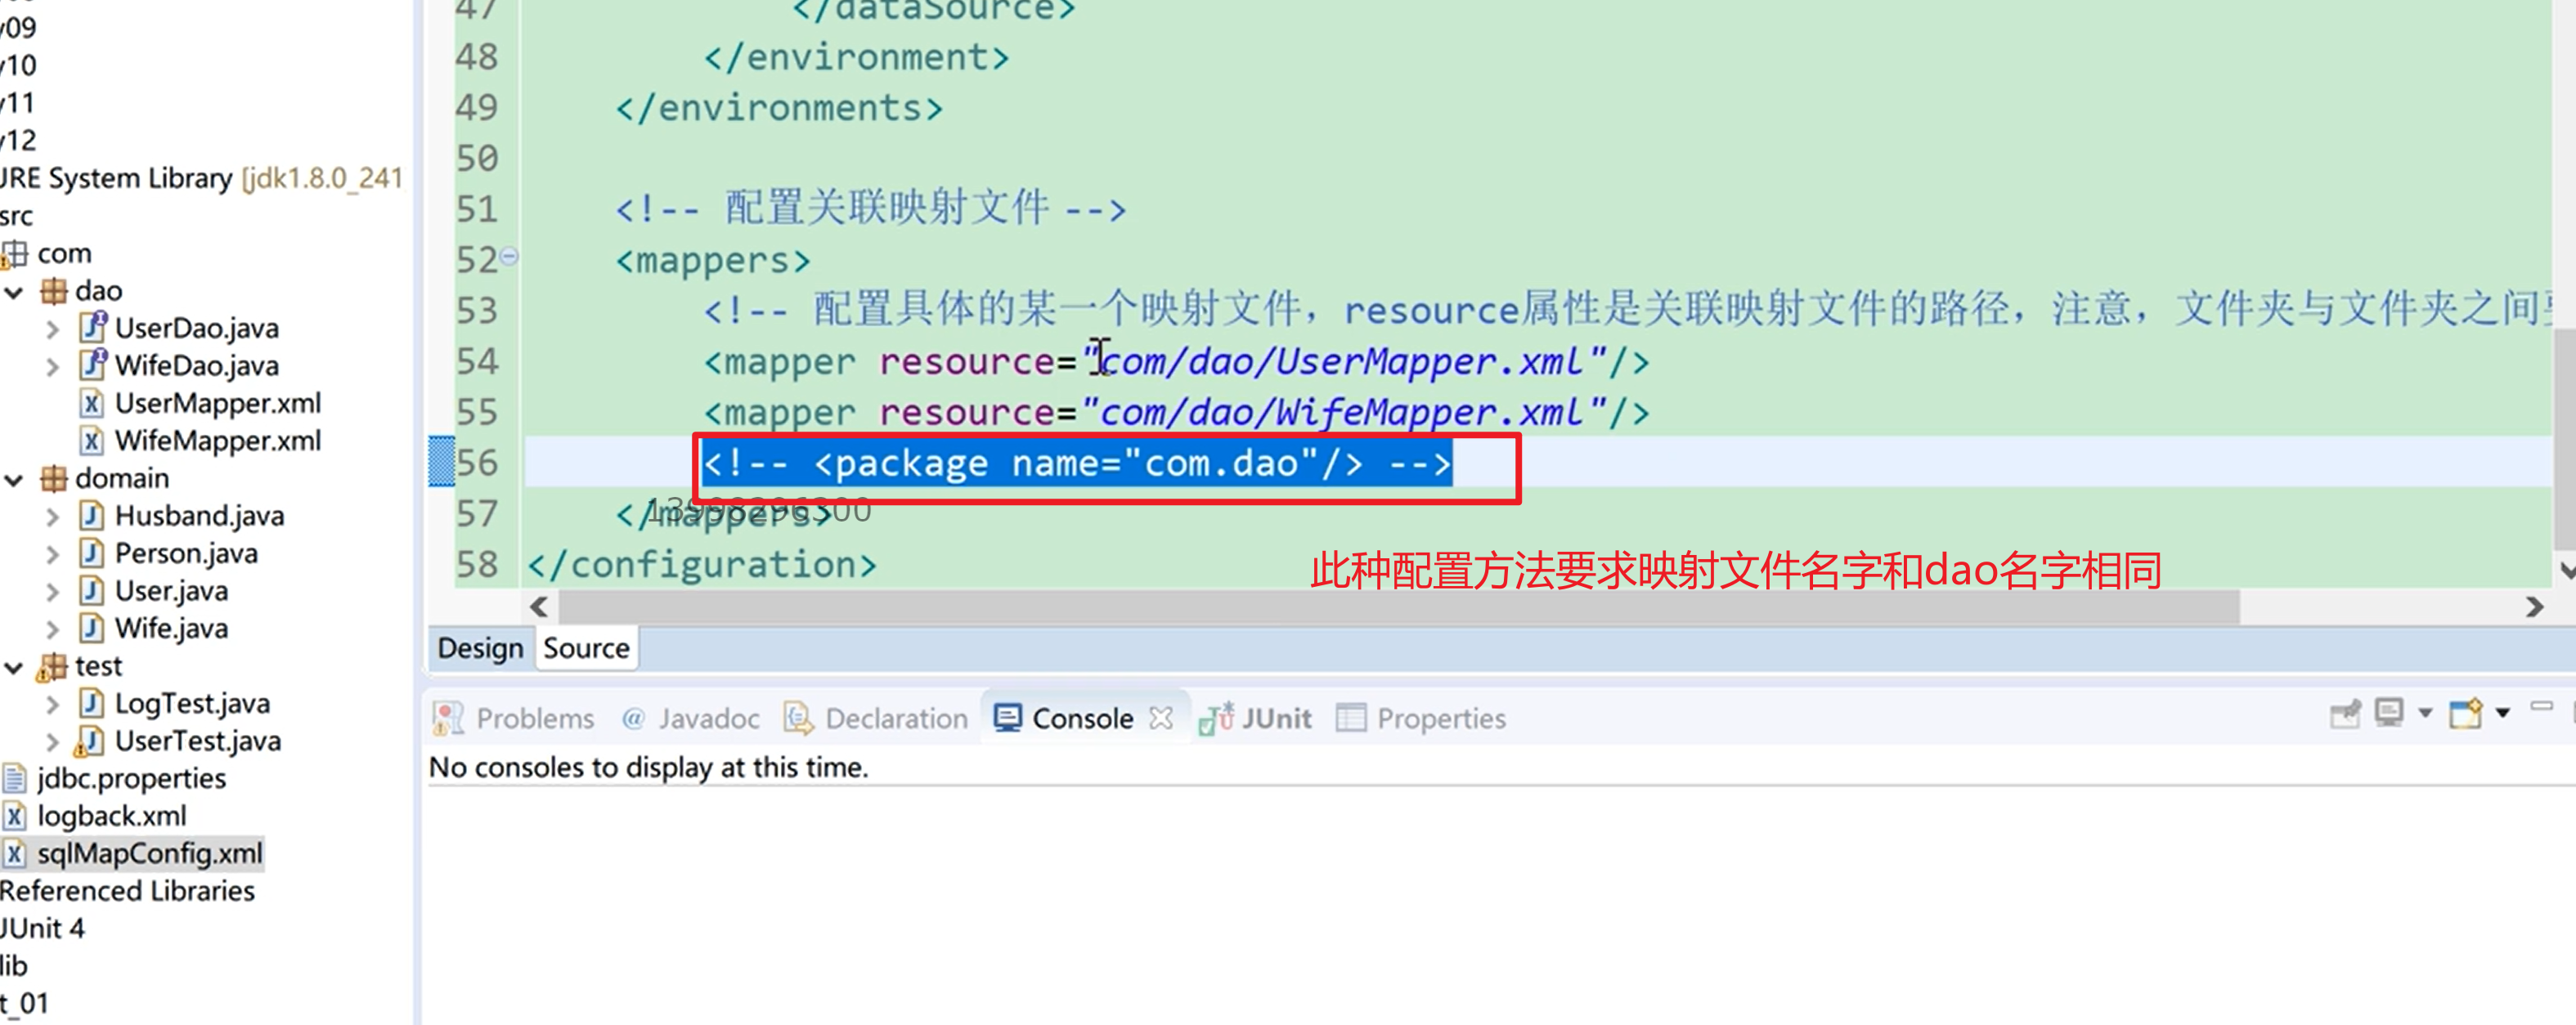 y09
y10
y11
y12
JRE System Library [jdk1.8.0_241
src
com
dao
UserDao.java
WifeDao.java
UserMapper.xml
WifeMapper.xml
domain
Husband.java
Person.java
User.java
Wife.java
test
LogTest.java
UserTest.java
jdbc.properties
logback.xml
sqlMapConfig.xml
Referenced Libraries
JUnit 4
lib
t_01
47 </dataSource>
48 </environment>
49 </environments>
50
51 <!-- 配置关联映射文件 -->
52 <mappers>
53 <!-- 配置具体的某一个映射文件，resource属性是关联映射文件的路径，注意，文件夹与文件夹之间
54 <mapper resource="com/dao/UserMapper.xml"/>
55 <mapper resource="com/dao/WifeMapper.xml"/>
56 <!-- <package name="com.dao"/> -->
57 </mappers>
13998296300
58 </configuration>
此种配置方法要求映射文件名字和dao名字相同
Design Source
Problems @ Javadoc Declaration Console JUnit Properties
No consoles to display at this time.